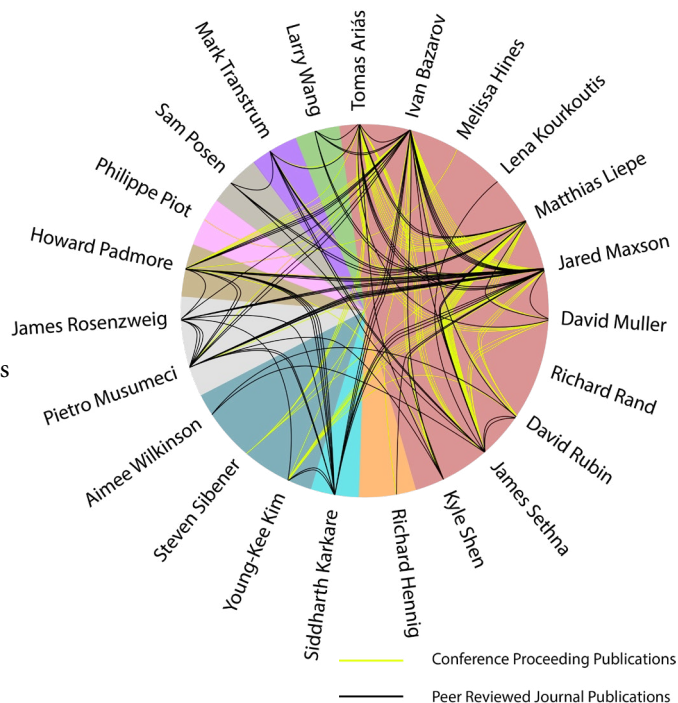 Tomas Ariás
Ivan Bazarov
Melissa Hines
Lena Kourkoutis
Matthias Liepe
Jared Maxson
David Muller
Richard Rand
David Rubin
James Sethna
Kyle Shen
Richard Hennig
Siddharth Karkare
Young-Kee Kim
Steven Sibener
Aimee Wilkinson
Pietro Musumeci
James Rosenzweig
Howard Padmore
Philippe Piot
Sam Posen
Mark Transtrum
Larry Wang
s
Conference Proceeding Publications
Peer Reviewed Journal Publications